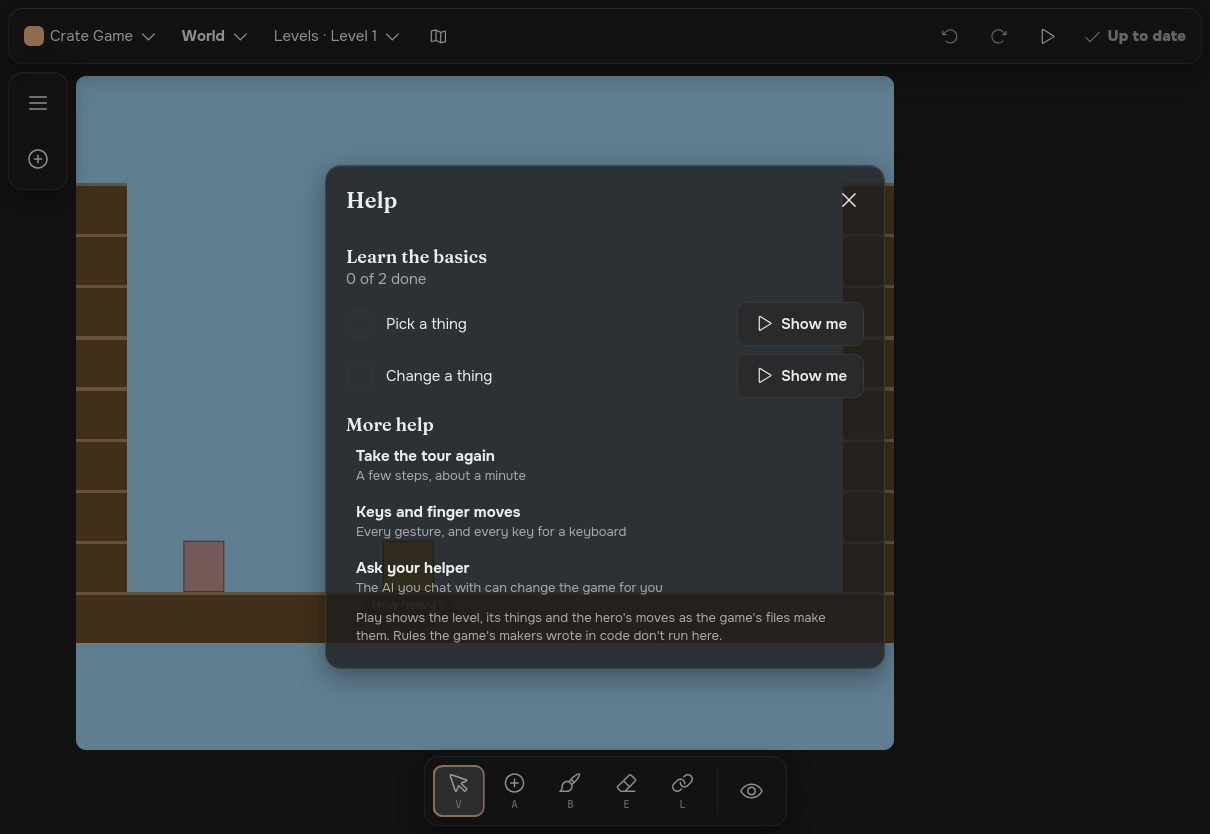 Crate Game
World
Levels · Level 1
Up to date
Help
Learn the basics
0 of 2 done
Pick a thing
Show me
Change a thing
Show me
More help
Take the tour again
A few steps, about a minute
Keys and finger moves
Every gesture, and every key for a keyboard
Ask your helper
The AI you chat with can change the game for you
Play shows the level, its things and the hero's moves as the game's files make
them. Rules the game's makers wrote in code don't run here.
V
A
B
E
L